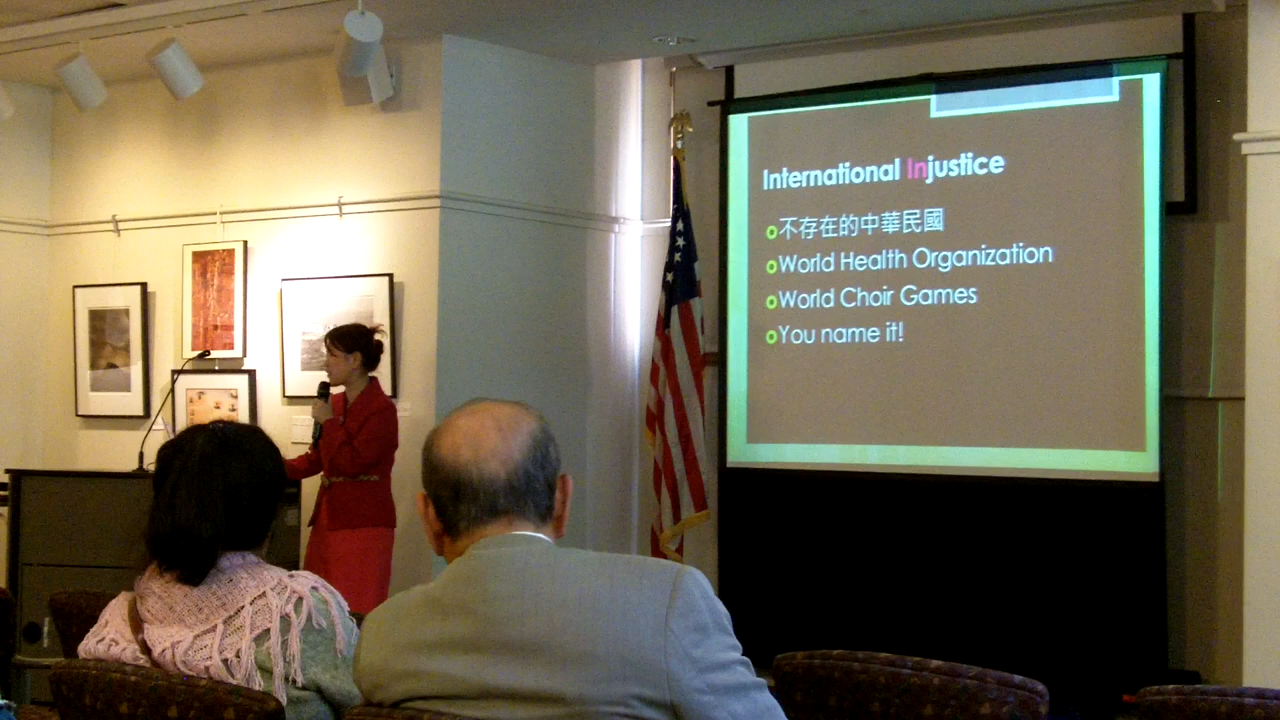 International Injustice
不存在的中華民國
World Health Organization
World Choir Games
You name it!